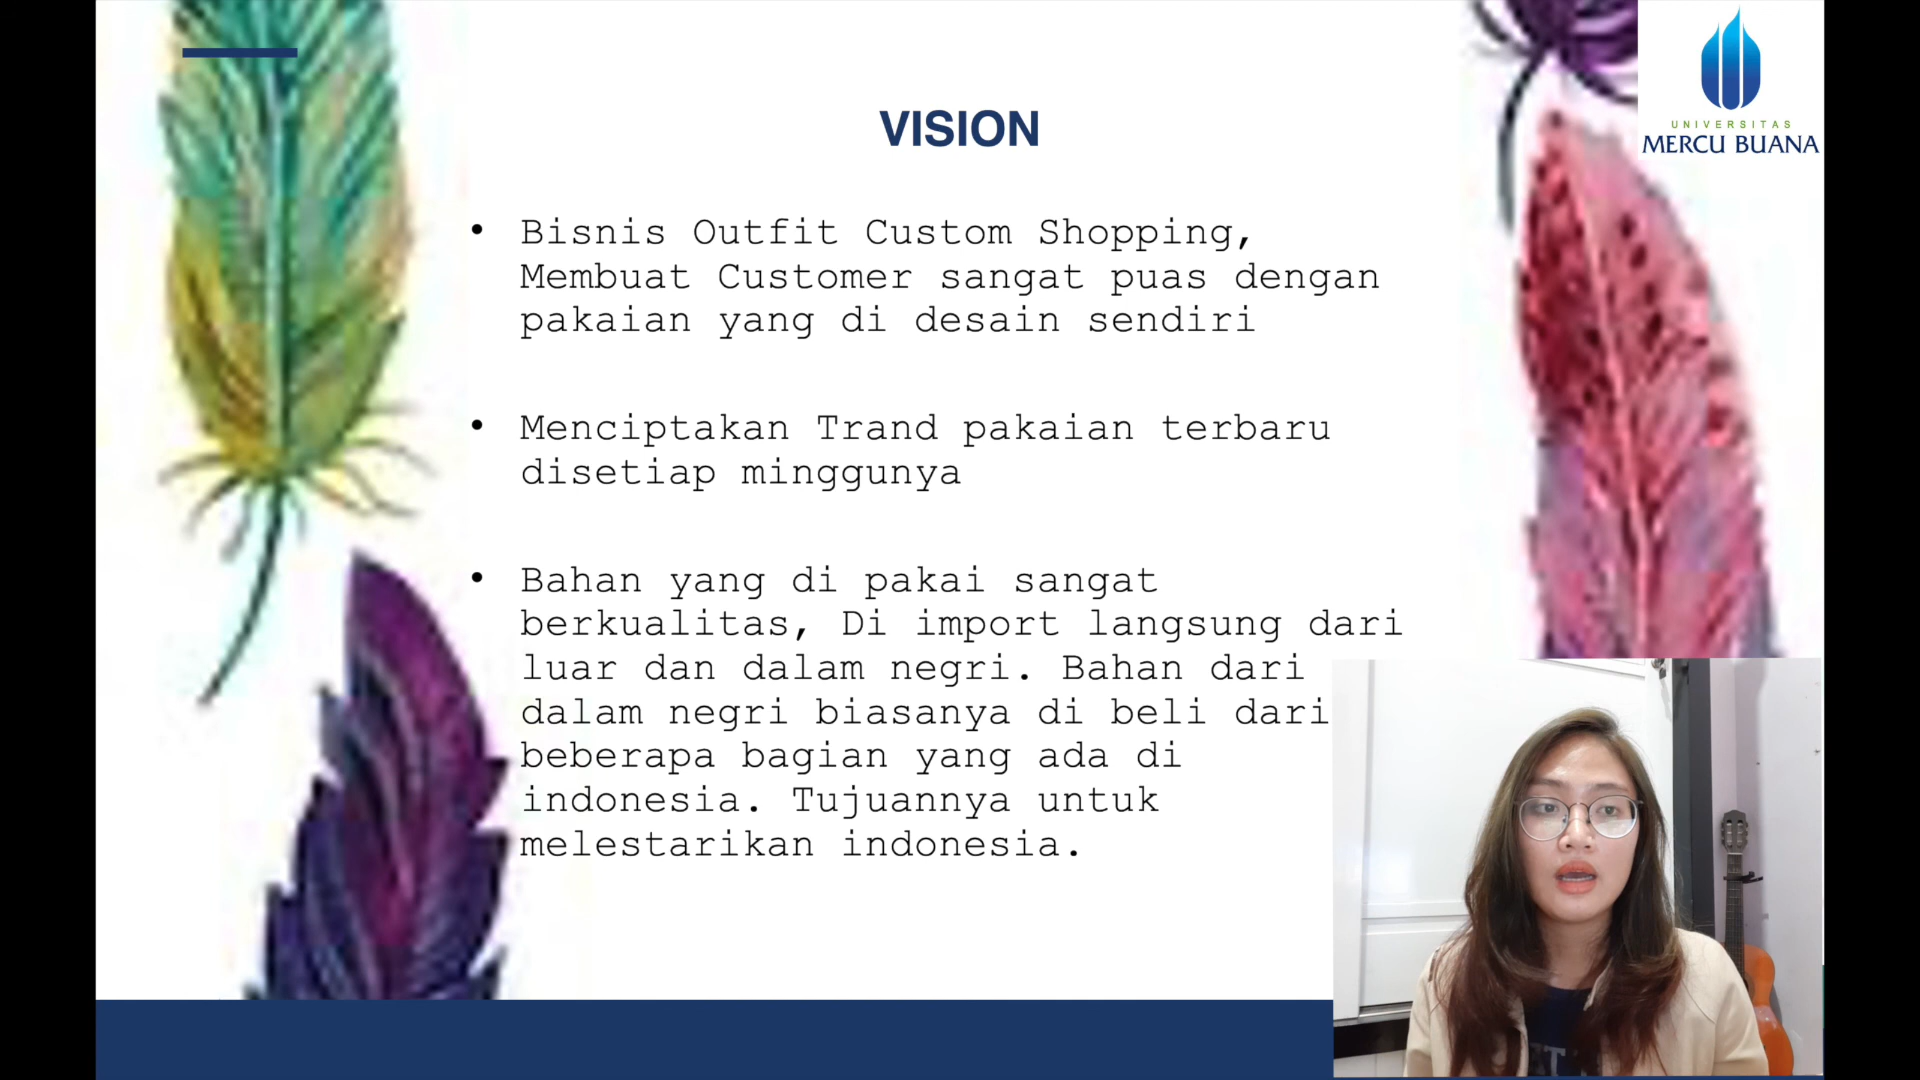 VISION
UNIVERSITAS
MERCU BUANA
• Bisnis Outfit Custom Shopping,
Membuat Customer sangat puas dengan
pakaian yang di desain sendiri
• Menciptakan Trand pakaian terbaru
disetiap minggunya
• Bahan yang di pakai sangat
berkualitas, Di import langsung dari
luar dan dalam negri. Bahan dari
dalam negri biasanya di beli dari
beberapa bagian yang ada di
indonesia. Tujuannya untuk
melestarikan indonesia.